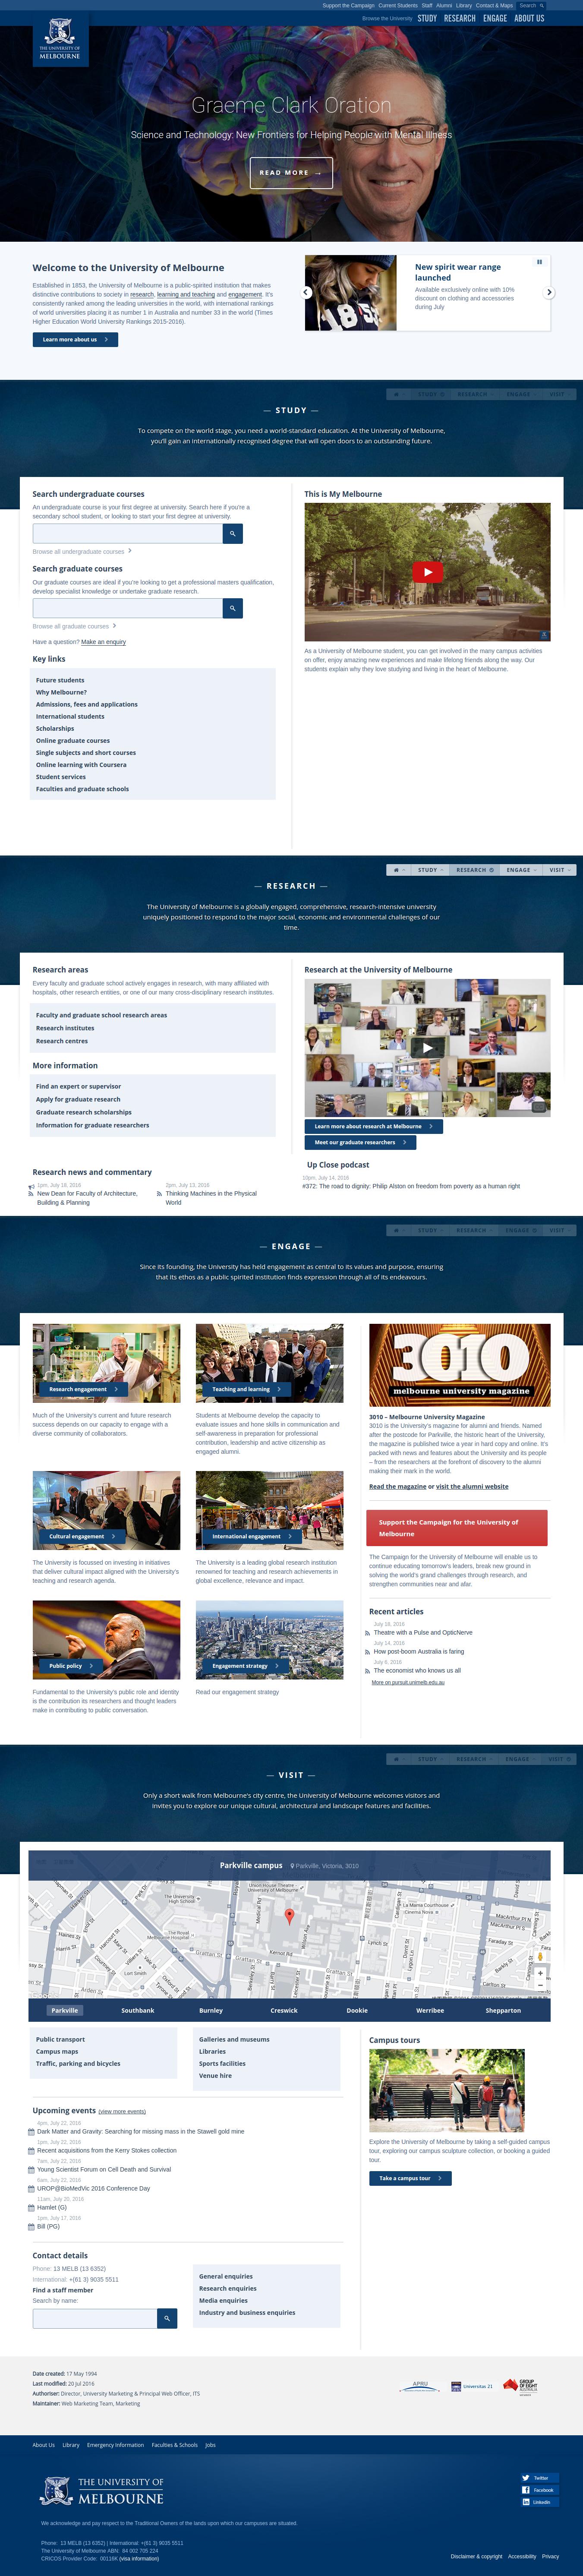 Support the Campaign Current Students Staff Alumni Library Contact & Maps Search
THE UNIVERSITY OF
MELBOURNE
Browse the University STUDY RESEARCH ENGAGE ABOUT US
Graeme Clark Oration
Science and Technology: New Frontiers for Helping People with Mental Illness
READ MORE →
Welcome to the University of Melbourne
Established in 1853, the University of Melbourne is a public-spirited institution that makes
distinctive contributions to society in research, learning and teaching and engagement. It's
consistently ranked among the leading universities in the world, with international rankings
of world universities placing it as number 1 in Australia and number 33 in the world (Times
Higher Education World University Rankings 2015-2016).
Learn more about us
New spirit wear range
launched
Available exclusively online with 10%
discount on clothing and accessories
during July
STUDY RESEARCH ENGAGE VISIT
— STUDY —
To compete on the world stage, you need a world-standard education. At the University of Melbourne,
you'll gain an internationally recognised degree that will open doors to an outstanding future.
Search undergraduate courses
An undergraduate course is your first degree at university. Search here if you're a
secondary school student, or looking to start your first degree at university.
Browse all undergraduate courses
Search graduate courses
Our graduate courses are ideal if you're looking to get a professional masters qualification,
develop specialist knowledge or undertake graduate research.
Browse all graduate courses
Have a question? Make an enquiry
Key links
Future students
Why Melbourne?
Admissions, fees and applications
International students
Scholarships
Online graduate courses
Single subjects and short courses
Online learning with Coursera
Student services
Faculties and graduate schools
This is My Melbourne
As a University of Melbourne student, you can get involved in the many campus activities
on offer, enjoy amazing new experiences and make lifelong friends along the way. Our
students explain why they love studying and living in the heart of Melbourne.
STUDY RESEARCH ENGAGE VISIT
— RESEARCH —
The University of Melbourne is a globally engaged, comprehensive, research-intensive university
uniquely positioned to respond to the major social, economic and environmental challenges of our
time.
Research areas
Every faculty and graduate school actively engages in research, with many affiliated with
hospitals, other research entities, or one of our many cross-disciplinary research institutes.
Faculty and graduate school research areas
Research institutes
Research centres
More information
Find an expert or supervisor
Apply for graduate research
Graduate research scholarships
Information for graduate researchers
Research at the University of Melbourne
Learn more about research at Melbourne
Meet our graduate researchers
Research news and commentary
1pm, July 19, 2016
New Dean for Faculty of Architecture,
Building & Planning
2pm, July 13, 2016
Thinking Machines in the Physical
World
Up Close podcast
10pm, July 14, 2016
#372: The road to dignity: Philip Alston on freedom from poverty as a human right
STUDY RESEARCH ENGAGE VISIT
— ENGAGE —
Since its founding, the University has held engagement as central to its values and purpose, ensuring
that its ethos as a public spirited institution finds expression through all of its endeavours.
Research engagement
Much of the University's current and future research
success depends on our capacity to engage with a
diverse community of collaborators.
Teaching and learning
Students at Melbourne develop the capacity to
evaluate issues and hone skills in communication and
self-awareness in preparation for professional
contribution, leadership and active citizenship as
engaged alumni.
Cultural engagement
The University is focussed on investing in initiatives
that deliver cultural impact aligned with the University's
teaching and research agenda.
International engagement
The University is a leading global research institution
renowned for teaching and research achievements in
global excellence, relevance and impact.
Public policy
Fundamental to the University's public role and identity
is the contribution its researchers and thought leaders
make in contributing to public conversation.
Engagement strategy
Read our engagement strategy
3010
melbourne university magazine
3010 – Melbourne University Magazine
3010 is the University's magazine for alumni and friends. Named
after the postcode for Parkville, the historic heart of the University,
the magazine is published twice a year in hard copy and online. It's
packed with news and features about the University and its people
– from the researchers at the forefront of discovery to the alumni
making their mark in the world.
Read the magazine or visit the alumni website
Support the Campaign for the University of
Melbourne
The Campaign for the University of Melbourne will enable us to
continue educating tomorrow's leaders, break new ground in
solving the world's grand challenges through research, and
strengthen communities near and afar.
Recent articles
July 18, 2016
Theatre with a Pulse and OpticNerve
July 14, 2016
How post-boom Australia is faring
July 6, 2016
The economist who knows us all
More on pursuit.unimelb.edu.au
STUDY RESEARCH ENGAGE VISIT
— VISIT —
Only a short walk from Melbourne's city centre, the University of Melbourne welcomes visitors and
invites you to explore our unique cultural, architectural and landscape features and facilities.
Parkville campus Parkville, Victoria, 3010
Union House Theatre -
University of Melbourne
The University
High School
The Royal
Melbourne Hospital
La Mama Courthouse
Cinema Nova
Grattan St
Parkville Southbank Burnley Creswick Dookie Werribee Shepparton
Public transport
Campus maps
Traffic, parking and bicycles
Galleries and museums
Libraries
Sports facilities
Venue hire
Upcoming events (view more events)
4pm, July 22, 2016
Dark Matter and Gravity: Searching for missing mass in the Stawell gold mine
1pm, July 22, 2016
Recent acquisitions from the Kerry Stokes collection
7am, July 22, 2016
Young Scientist Forum on Cell Death and Survival
6am, July 22, 2016
UROP@BioMedVic 2016 Conference Day
11am, July 20, 2016
Hamlet (G)
1pm, July 17, 2016
Bill (PG)
Campus tours
Explore the University of Melbourne by taking a self-guided campus
tour, exploring our campus sculpture collection, or booking a guided
tour.
Take a campus tour
Contact details
Phone: 13 MELB (13 6352)
International: +(61 3) 9035 5511
Find a staff member
Search by name:
General enquiries
Research enquiries
Media enquiries
Industry and business enquiries
Date created: 17 May 1994
Last modified: 20 Jul 2016
Authoriser: Director, University Marketing & Principal Web Officer, ITS
Maintainer: Web Marketing Team, Marketing
APRU
Universitas 21
GROUP
OF EIGHT
AUSTRALIA
About Us Library Emergency Information Faculties & Schools Jobs
THE UNIVERSITY OF
MELBOURNE
Twitter
Facebook
LinkedIn
We acknowledge and pay respect to the Traditional Owners of the lands upon which our campuses are situated.
Phone: 13 MELB (13 6352) | International: +(61 3) 9035 5511
The University of Melbourne ABN: 84 002 705 224
CRICOS Provider Code: 00116K (visa information)
Disclaimer & copyright Accessibility Privacy